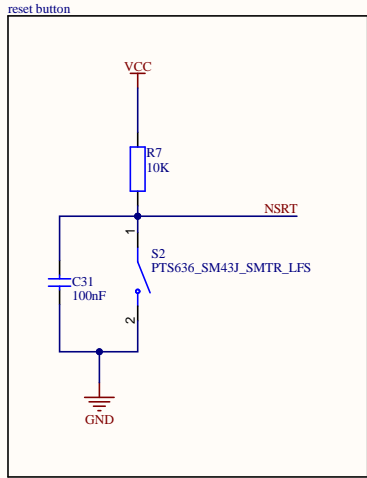 reset button
VCC
R7
10K
NSRT
1
S2
PTS636_SM43J_SMTR_LFS
C31
100nF
2
GND